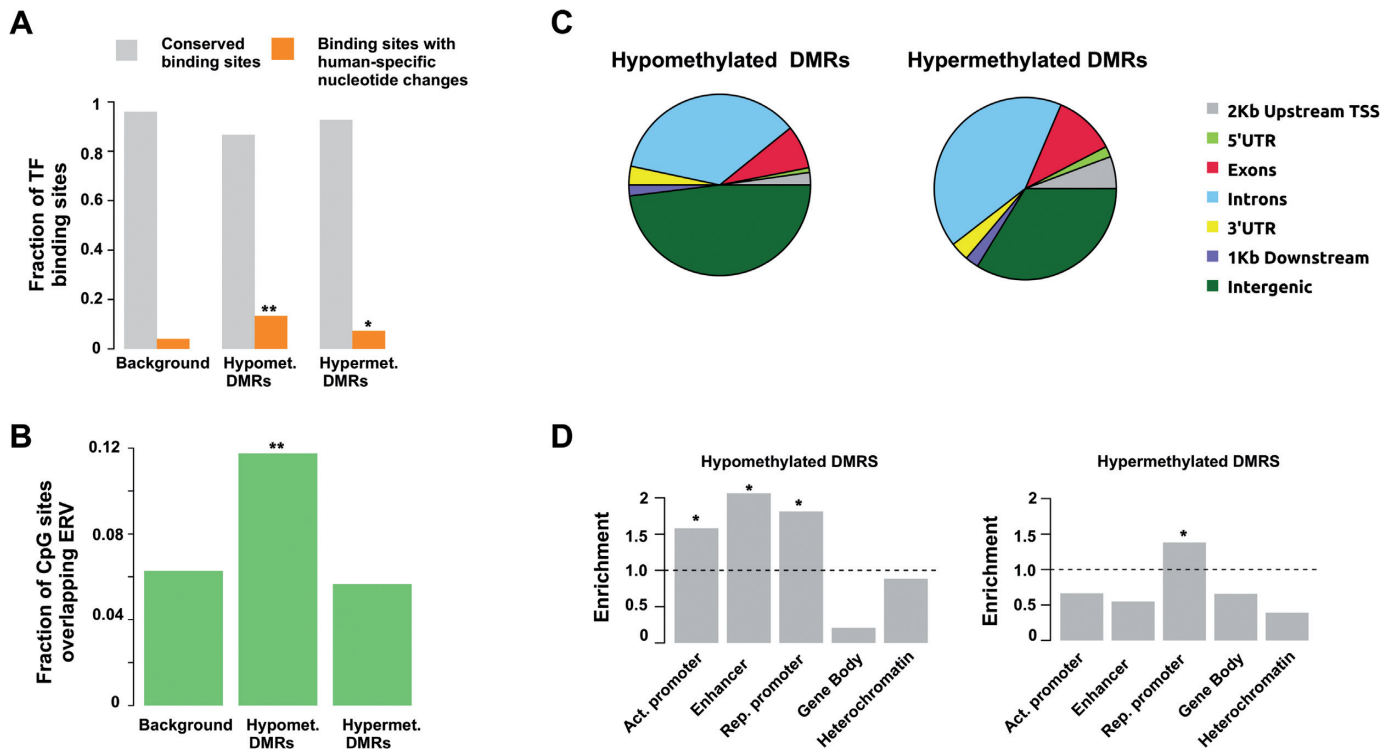 A
Conserved
binding sites
Binding sites with
human-specific
nucleotide changes
Fraction of TF
binding sites
1
0.8
0.6
0.4
0.2
0
**
*
Background
Hypomet.
DMRs
Hypermet.
DMRs
B
Fraction of CpG sites
overlapping ERV
0.12
0.08
0.04
0
**
Background
Hypomet.
DMRs
Hypermet.
DMRs
C
Hypomethylated DMRs
Hypermethylated DMRs
2Kb Upstream TSS
5'UTR
Exons
Introns
3'UTR
1Kb Downstream
Intergenic
D
Hypomethylated DMRS
Enrichment
2
1.5
1.0
0.5
0
*
*
*
Act. promoter
Enhancer
Rep. promoter
Gene Body
Heterochromatin
Hypermethylated DMRS
Enrichment
2
1.5
1.0
0.5
0
*
Act. promoter
Enhancer
Rep. promoter
Gene Body
Heterochromatin